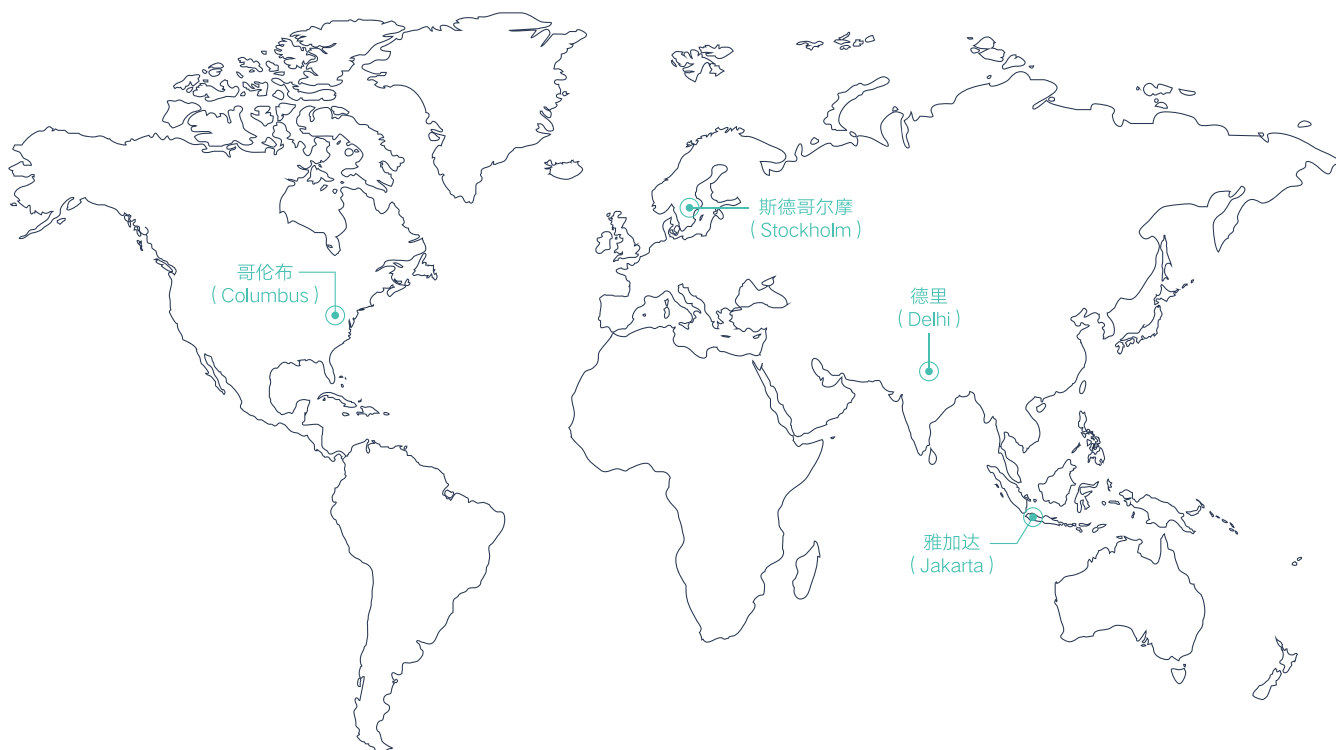 斯德哥尔摩
( Stockholm )
哥伦布
( Columbus )
德里
( Delhi )
雅加达
( Jakarta )